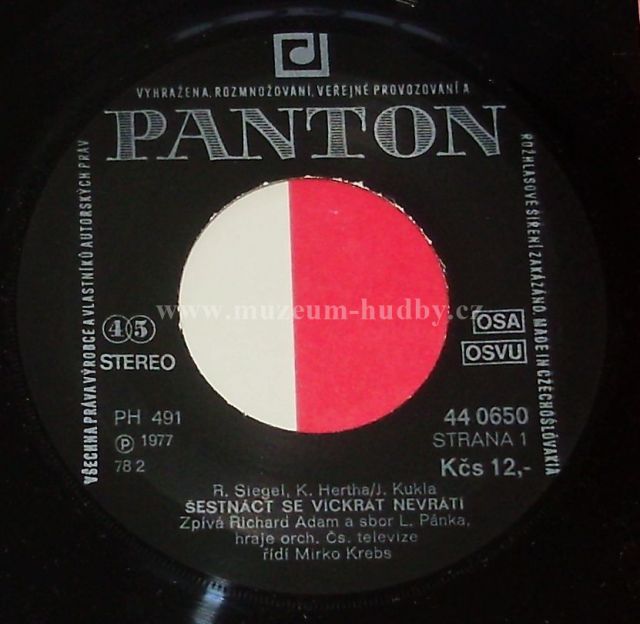 VYHRAŽENA, ROZMNOŽOVÁNÍ, VEŘEJNÉ PROVOZOVÁNÍ A
PANTON
VŠECHNA PRÁVA VÝROBCE A VLASTNÍKŮ AUTORSKÝCH PRÁV
ROZHLASOVÉ ŠÍŘENÍ ZAKÁZÁNO. MADE IN CZECHOSLOVAKIA
www.muzeum-hudby.cz
45
STEREO
OSA
OSVU
PH 491
Ⓟ 1977
78 2
44 0650
STRANA 1
Kčs 12,-
R. Siegel, K. Hertha/J. Kukla
ŠESTNÁCT SE VÍCKRÁT NEVRÁTÍ
Zpívá Richard Adam a sbor L. Pánka,
hraje orch. Čs. televize
řídí Mirko Krebs